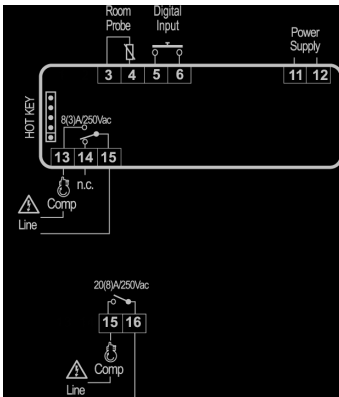 Room
Probe
Digital
Input
Power
Supply
3 4 5 6 11 12
HOT KEY
8(3)A/250Vac
13 14 15
n.c.
Comp
Line
20(8)A/250Vac
15 16
Comp
Line